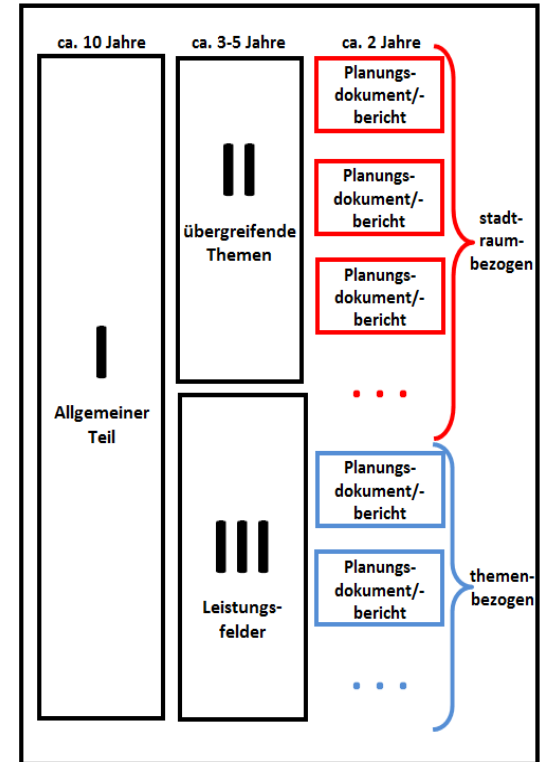 ca. 10 Jahre
ca. 3-5 Jahre
ca. 2 Jahre
I
Allgemeiner
Teil
II
übergreifende
Themen
III
Leistungs-
felder
Planungs-
dokument/-
bericht
Planungs-
dokument/-
bericht
Planungs-
dokument/-
bericht
. . .
stadt-
raum-
bezogen
Planungs-
dokument/-
bericht
Planungs-
dokument/-
bericht
. . .
themen-
bezogen